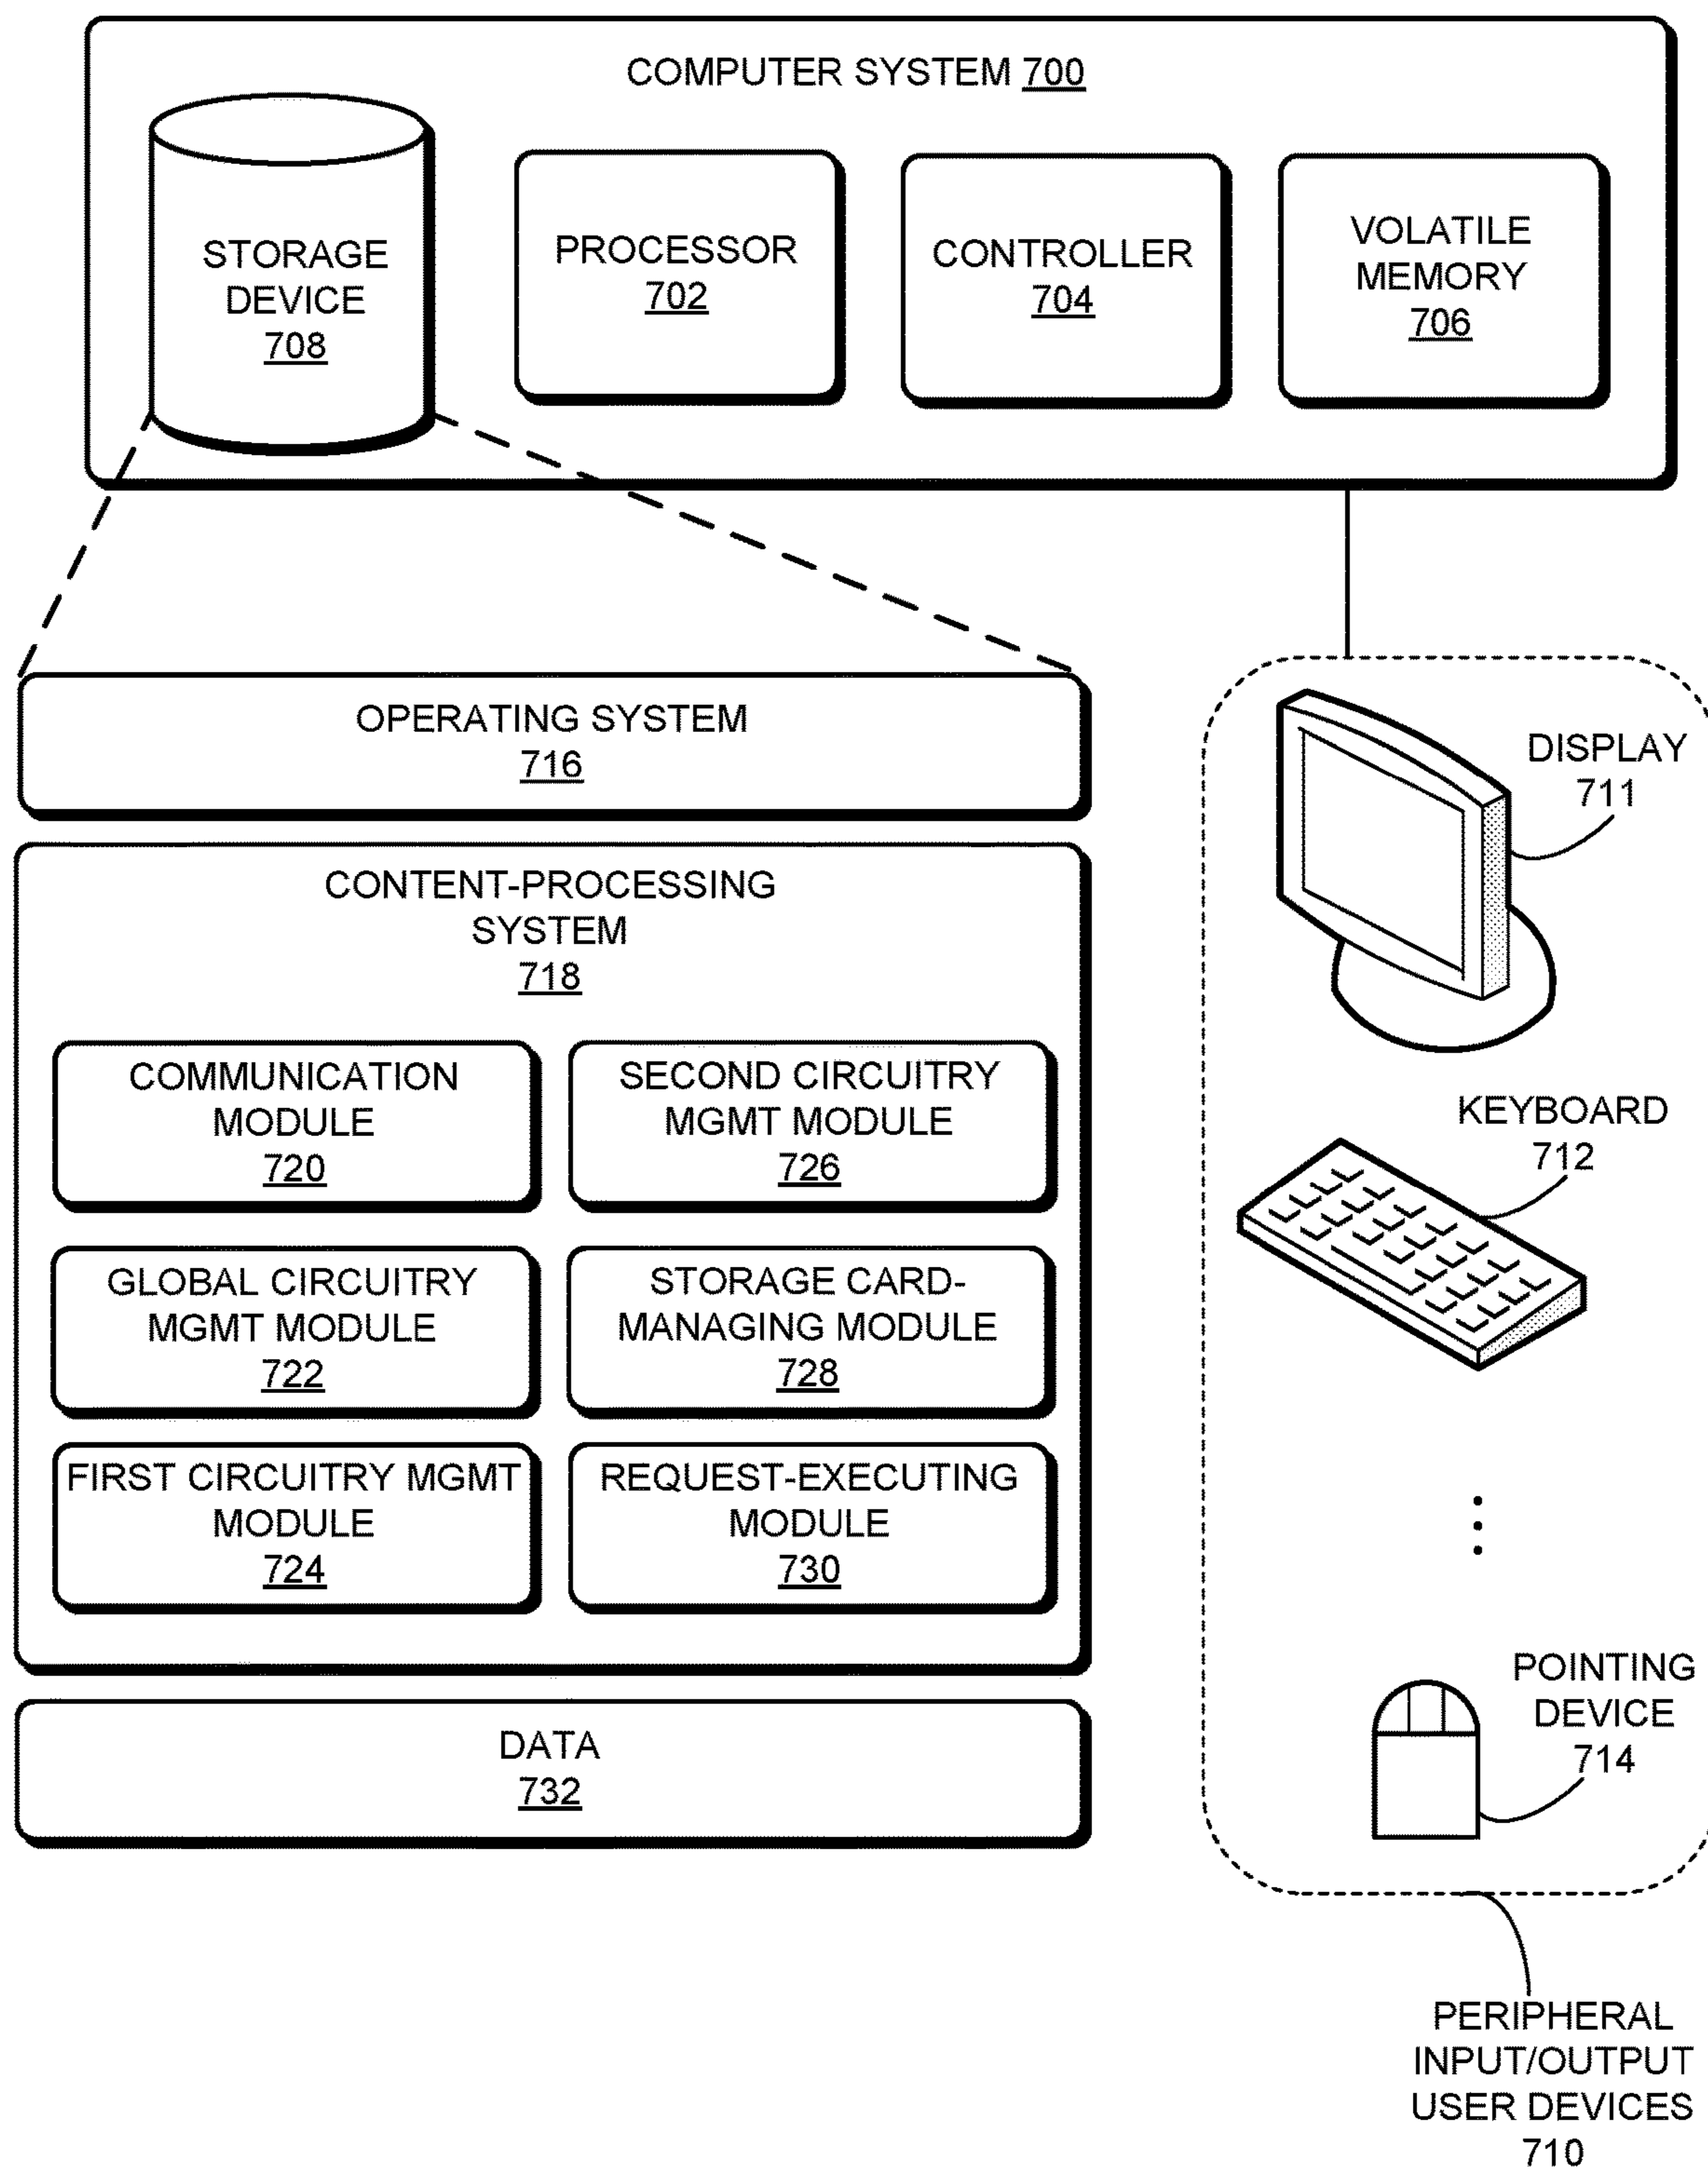 COMPUTER SYSTEM 700
STORAGE
DEVICE
708
PROCESSOR
702
CONTROLLER
704
VOLATILE
MEMORY
706
OPERATING SYSTEM
716
CONTENT-PROCESSING
SYSTEM
718
COMMUNICATION
MODULE
720
SECOND CIRCUITRY
MGMT MODULE
726
GLOBAL CIRCUITRY
MGMT MODULE
722
STORAGE CARD-
MANAGING MODULE
728
FIRST CIRCUITRY MGMT
MODULE
724
REQUEST-EXECUTING
MODULE
730
DATA
732
DISPLAY
711
KEYBOARD
712
POINTING
DEVICE
714
PERIPHERAL
INPUT/OUTPUT
USER DEVICES
710